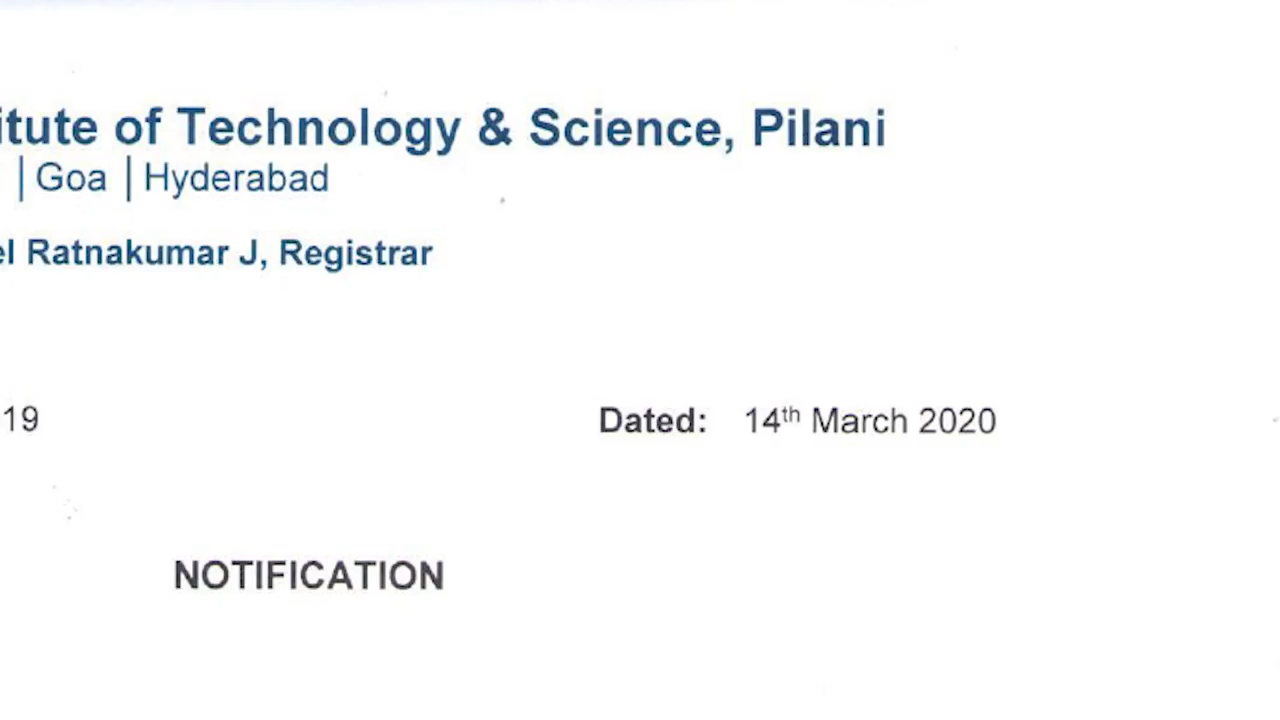 itute of Technology & Science, Pilani
| Goa | Hyderabad
el Ratnakumar J, Registrar
19 Dated: 14th March 2020
NOTIFICATION